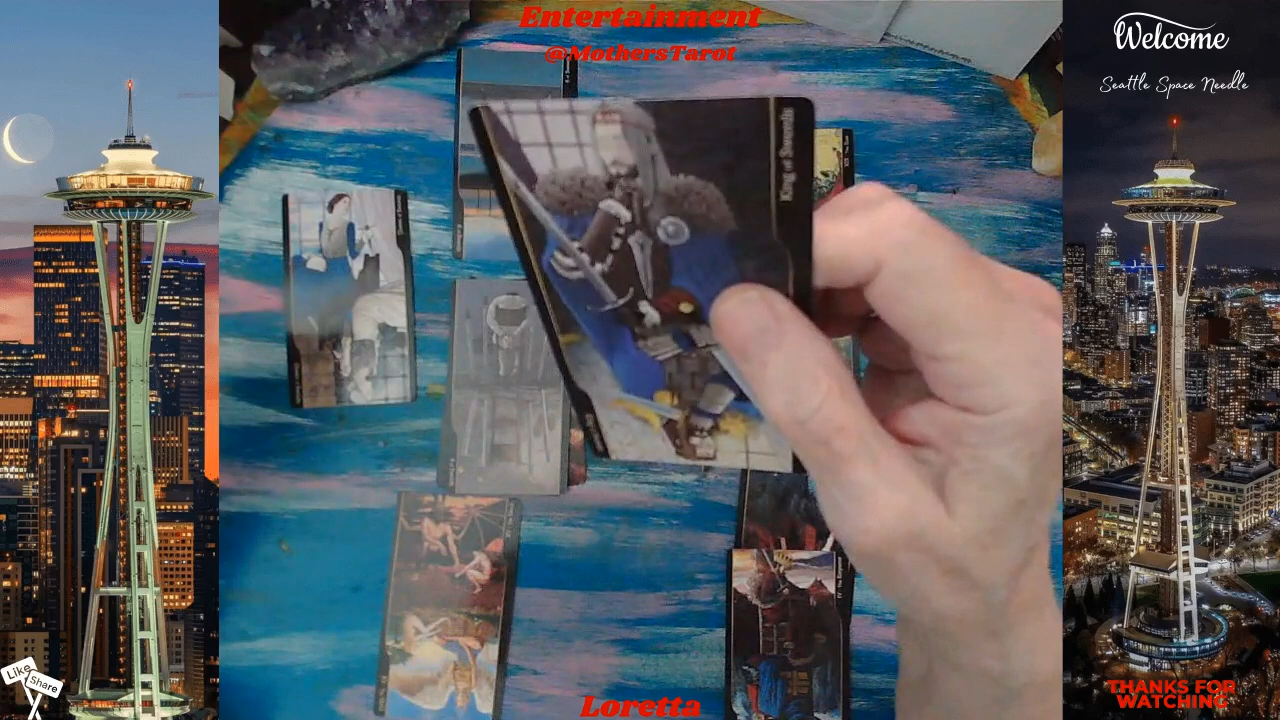 Entertainment
@MothersTarot
Welcome
Seattle Space Needle
King of Swords
Like
Share
Loretta
THANKS FOR
WATCHING